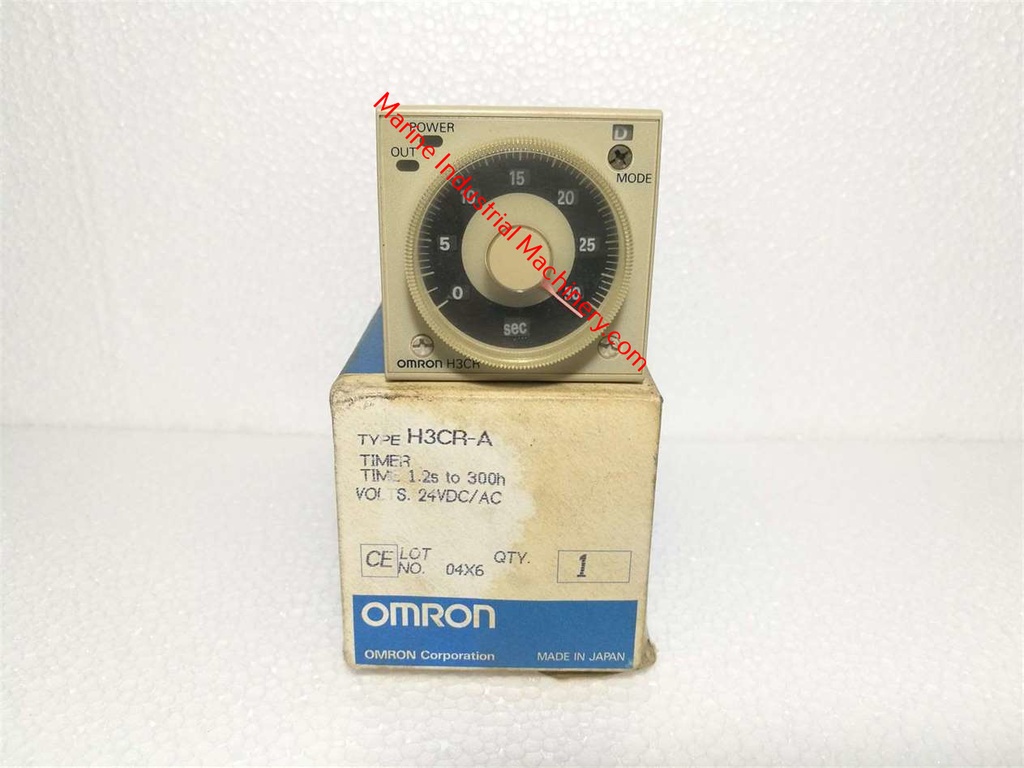 Marine Industrial Machinery.com
POWER
OUT
D
MODE
0 5 10 15 20 25 30
sec
OMRON H3CR
TYPE H3CR-A
TIMER
TIME 1.2s to 300h
VOLTS. 24VDC/AC
CE LOT NO. 04X6 QTY. 1
OMRON
OMRON Corporation MADE IN JAPAN